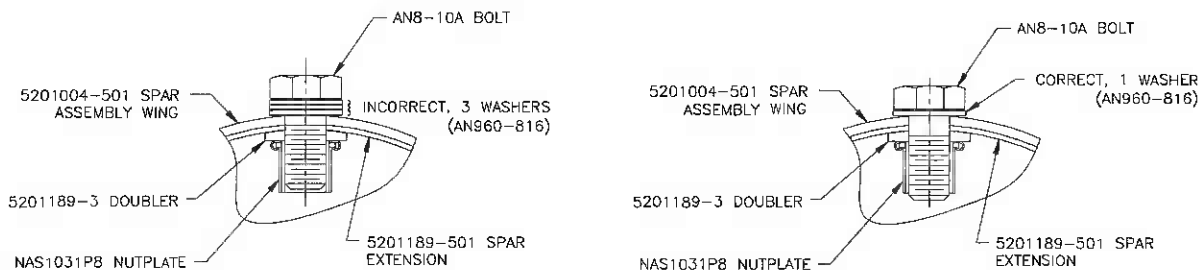 AN8-10A BOLT
5201004-501 SPAR
ASSEMBLY WING
INCORRECT, 3 WASHERS
(AN960-816)
5201189-3 DOUBLER
NAS1031P8 NUTPLATE
5201189-501 SPAR
EXTENSION
AN8-10A BOLT
5201004-501 SPAR
ASSEMBLY WING
CORRECT, 1 WASHER
(AN960-816)
5201189-3 DOUBLER
NAS1031P8 NUTPLATE
5201189-501 SPAR
EXTENSION